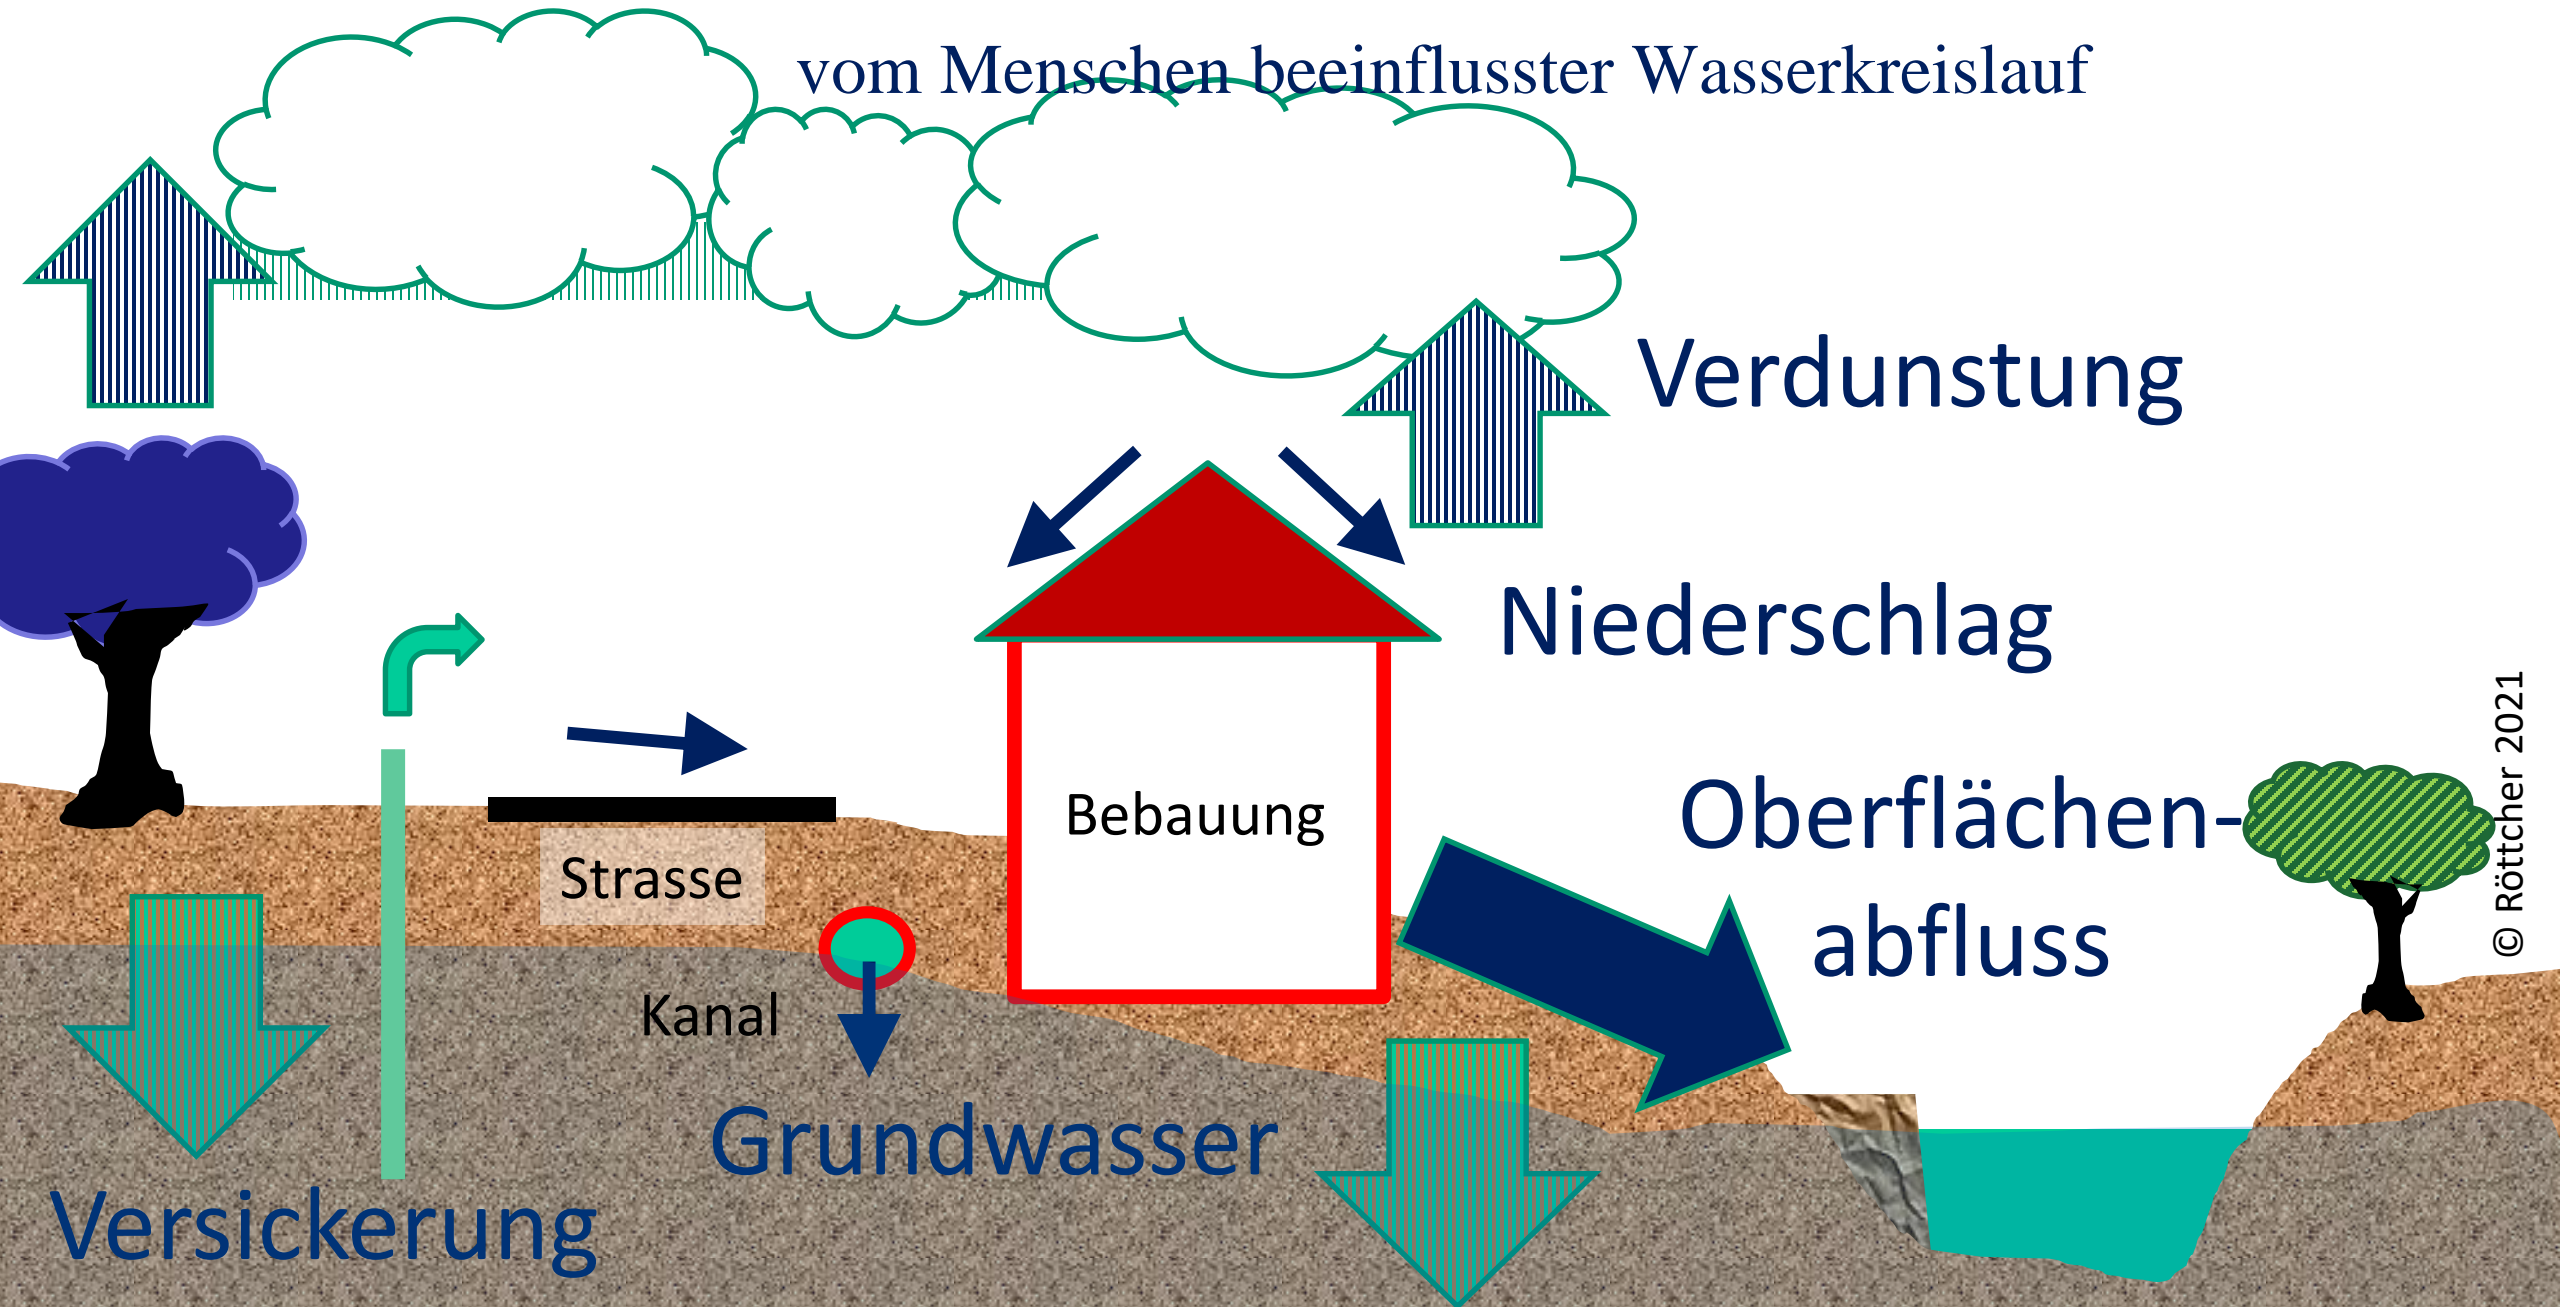 vom Menschen beeinflusster Wasserkreislauf
Verdunstung
Niederschlag
Oberflächen-
abfluss
Bebauung
Strasse
Kanal
Grundwasser
Versickerung
© Röttcher 2021